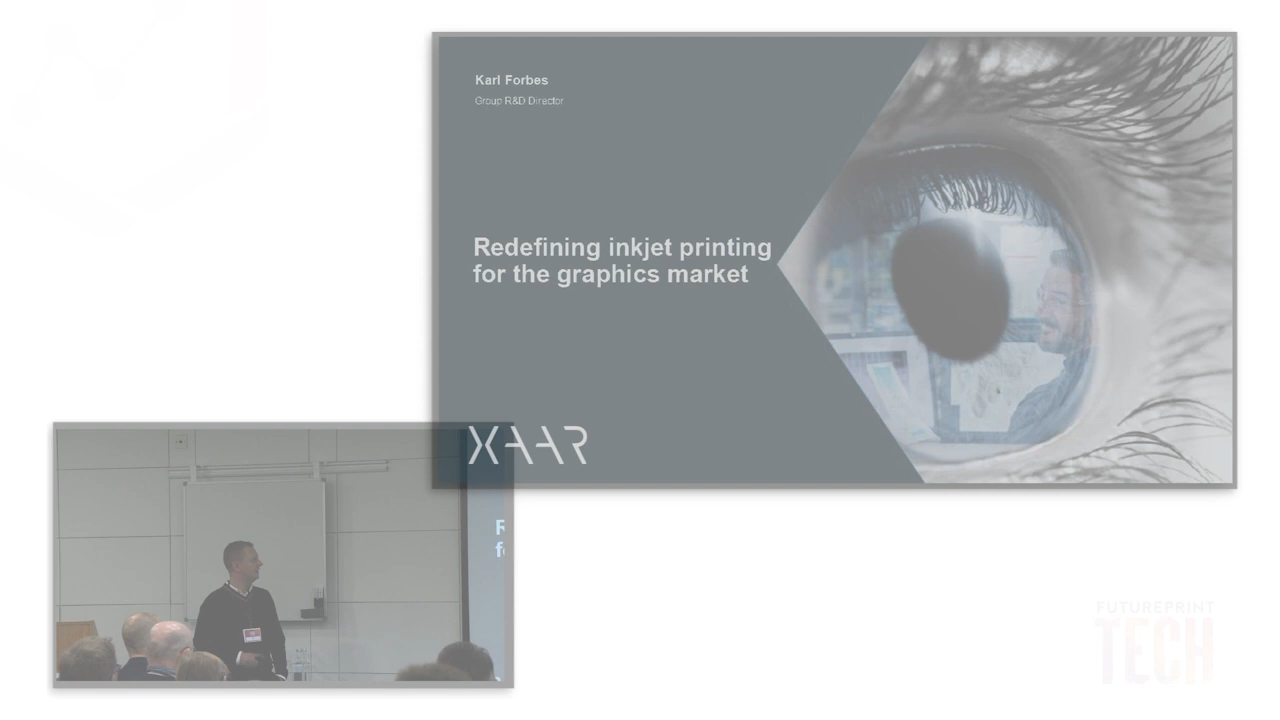 Karl Forbes
Group R&D Director
Redefining inkjet printing
for the graphics market
XAAR
FUTUREPRINT
TECH